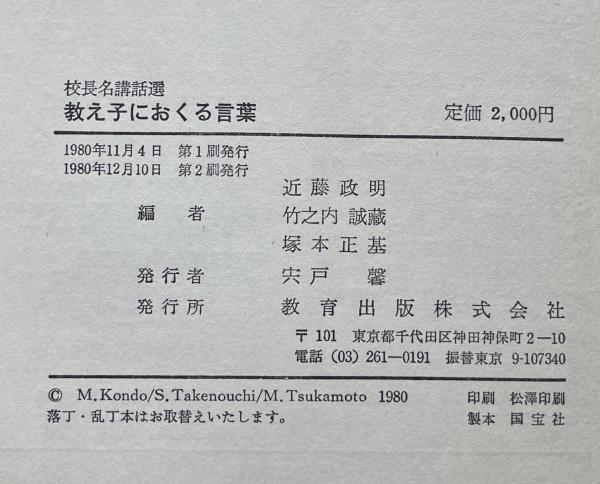 校長名講話選
教え子におくる言葉 定価 2,000円
1980年11月4日 第1刷発行
1980年12月10日 第2刷発行
近藤政明
編者 竹之内 誠蔵
塚本正基
発行者 宍戸 馨
発行所 教育出版株式会社
〒101 東京都千代田区神田神保町2-10
電話 (03) 261-0191 振替東京 9-107340
© M.Kondo/S.Takenouchi/M.Tsukamoto 1980 印刷 松澤印刷
落丁・乱丁本はお取替えいたします。 製本 国宝社